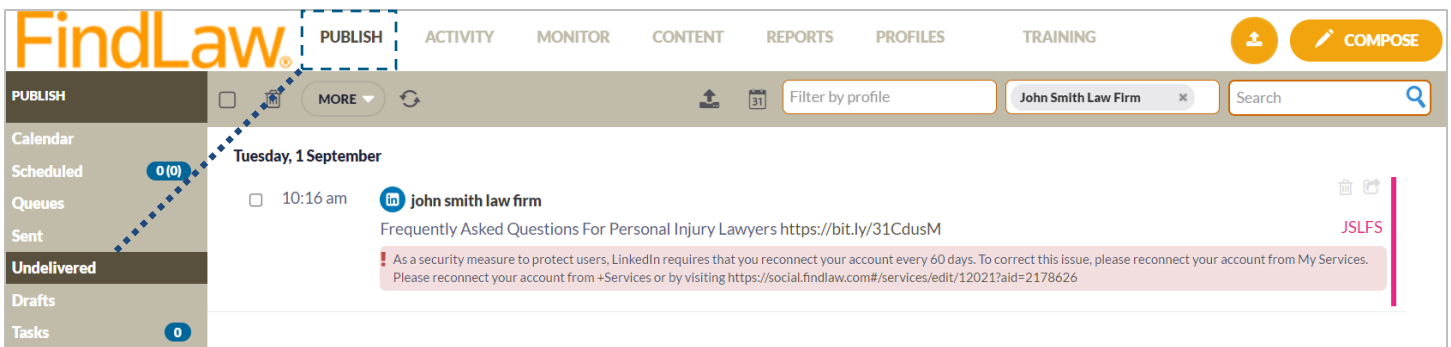 FindLaw®
PUBLISH ACTIVITY MONITOR CONTENT REPORTS PROFILES TRAINING COMPOSE
PUBLISH
MORE 31 Filter by profile John Smith Law Firm × Search
Calendar
Scheduled 0 (0)
Queues
Sent
Undelivered
Drafts
Tasks 0
Tuesday, 1 September
10:16 am in john smith law firm
Frequently Asked Questions For Personal Injury Lawyers https://bit.ly/31CdusM JSLFS
! As a security measure to protect users, LinkedIn requires that you reconnect your account every 60 days. To correct this issue, please reconnect your account from My Services.
Please reconnect your account from +Services or by visiting https://social.findlaw.com#/services/edit/12021?aid=2178626